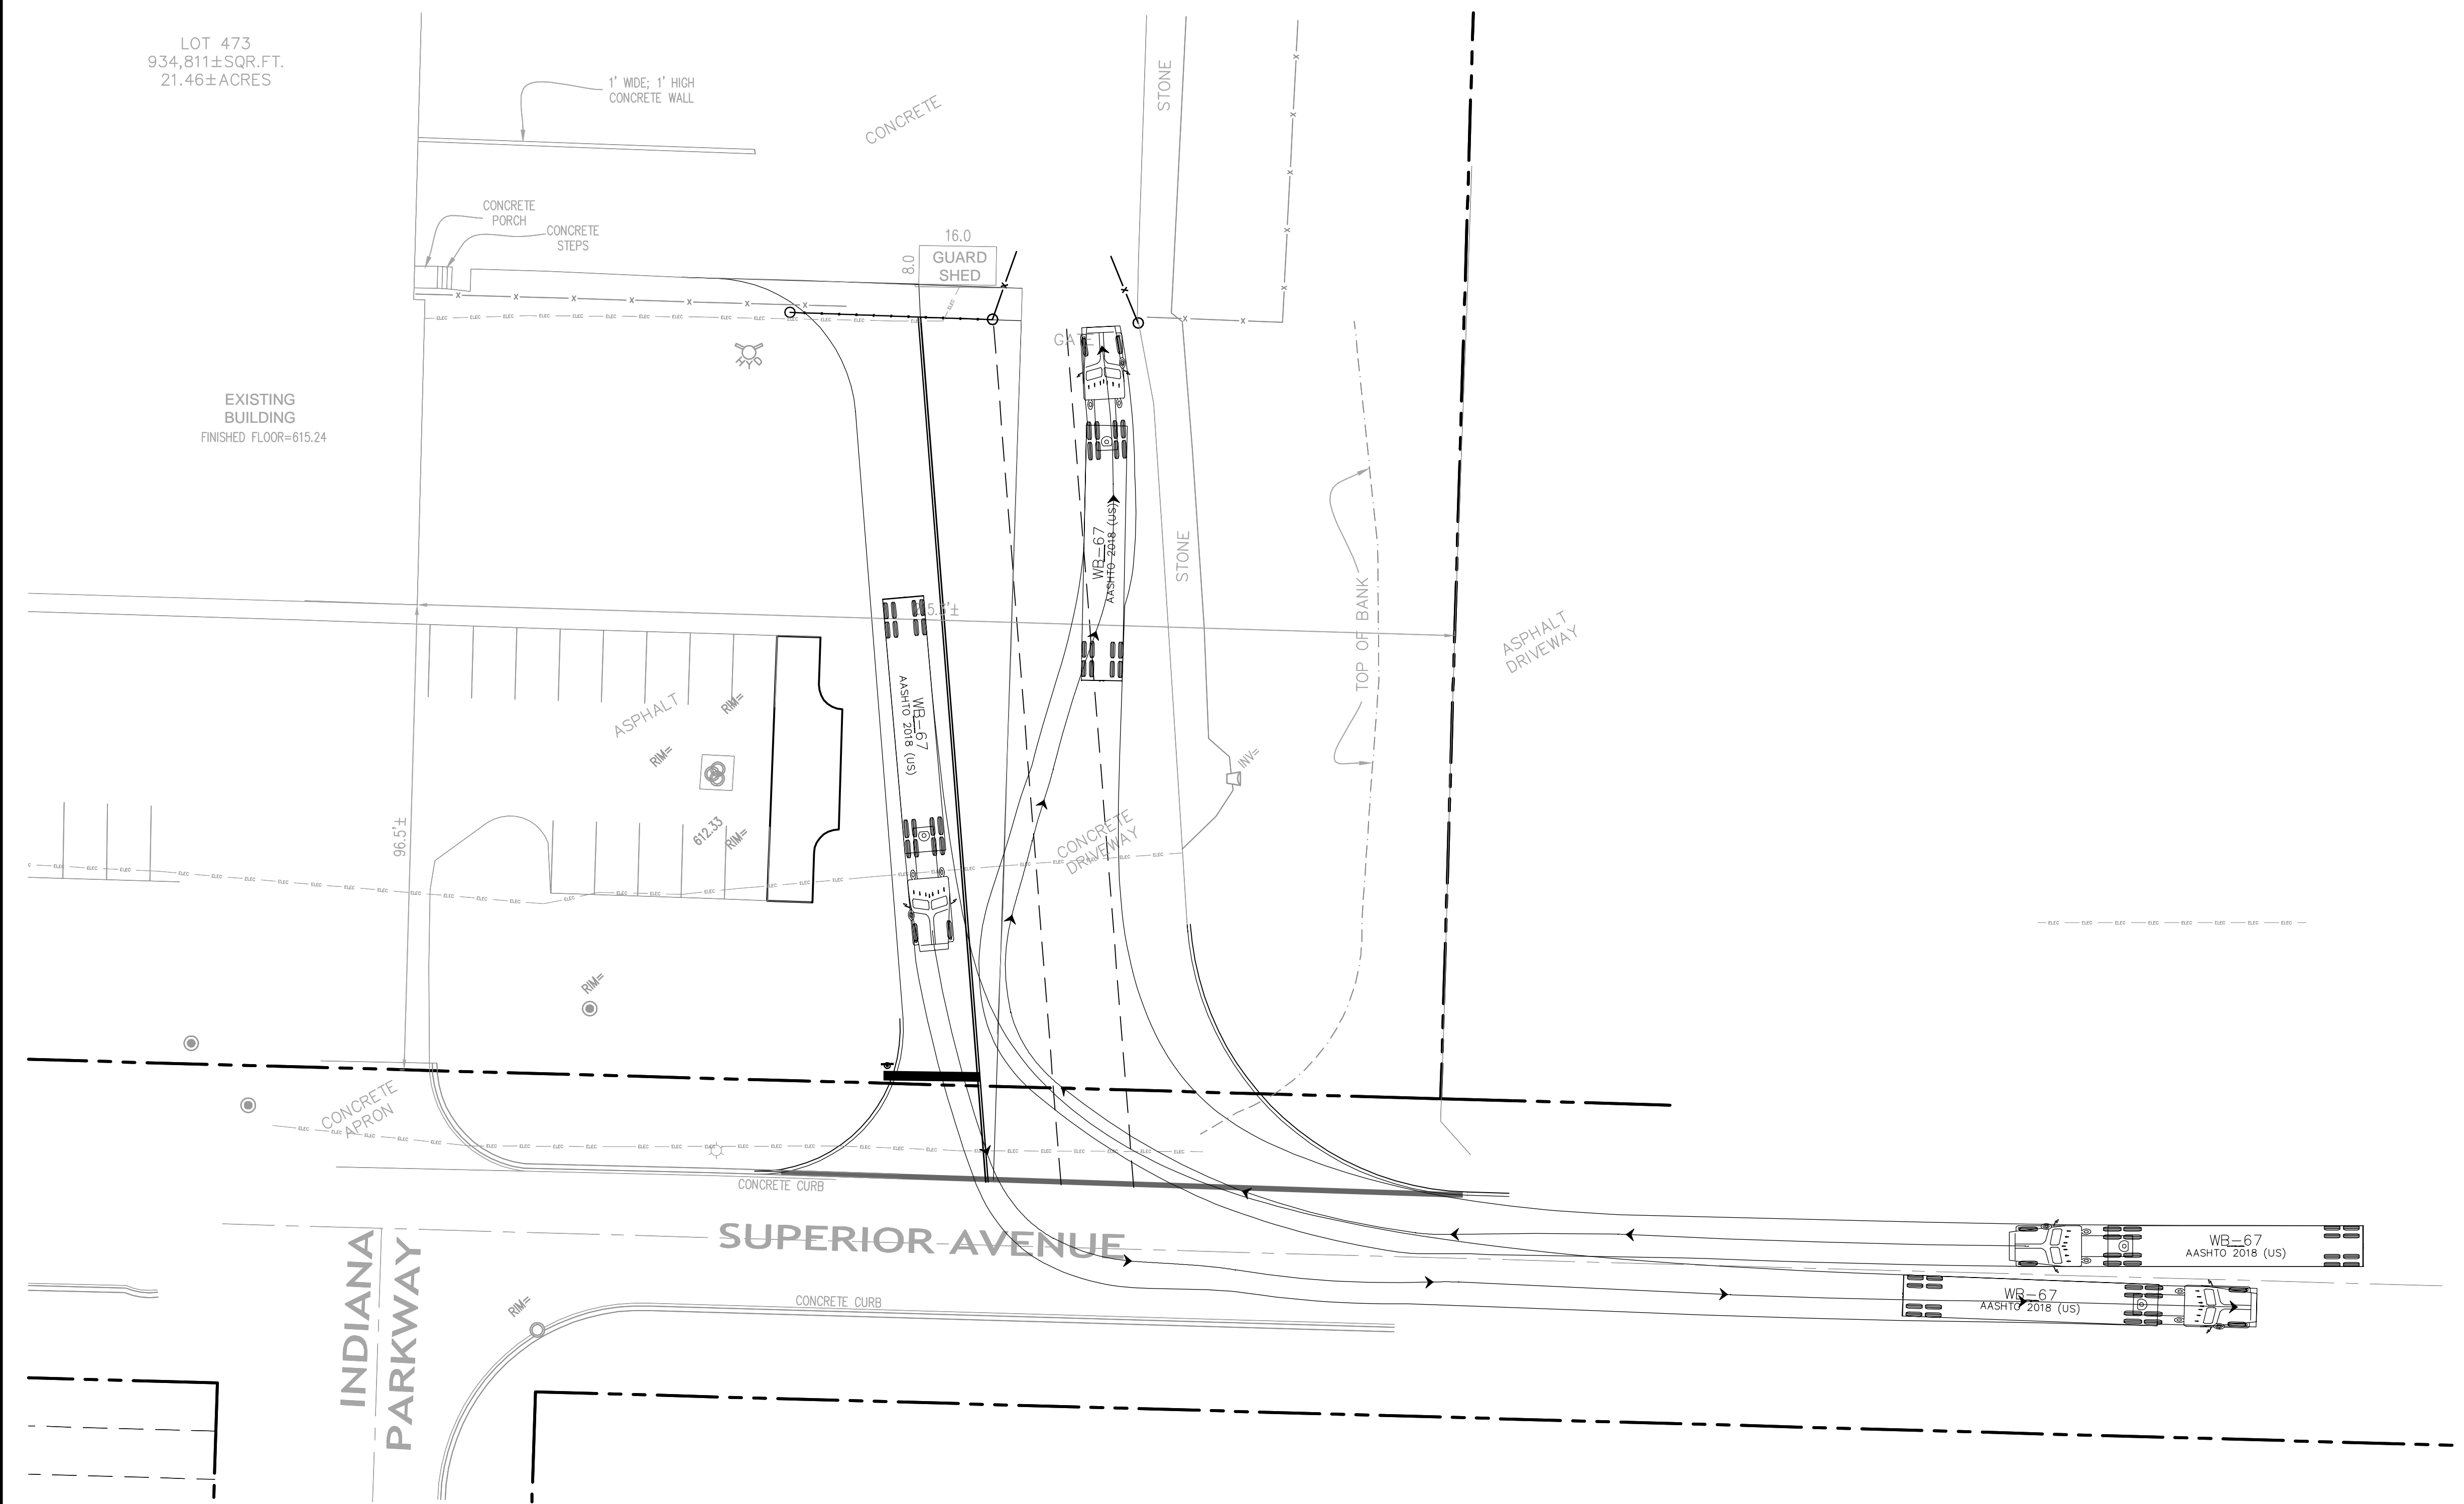 LOT 473
934,811±SQR.FT.
21.46±ACRES
1' WIDE; 1' HIGH
CONCRETE WALL
CONCRETE
STONE
CONCRETE
PORCH
CONCRETE
STEPS
16.0
8.0
GUARD
SHED
ELEC
HYD
GATE
EXISTING
BUILDING
FINISHED FLOOR=615.24
WB-67
AASHTO 2018 (US)
STONE
TOP OF BANK
ASPHALT
DRIVEWAY
WB-67
AASHTO 2018 (US)
ASPHALT
RIM=
RIM=
612.33
RIM=
INV=
96.5'±
CONCRETE
DRIVEWAY
RIM=
CONCRETE
APRON
CONCRETE CURB
SUPERIOR AVENUE
INDIANA
PARKWAY
RIM=
CONCRETE CURB
WB-67
AASHTO 2018 (US)
WB-67
AASHTO 2018 (US)